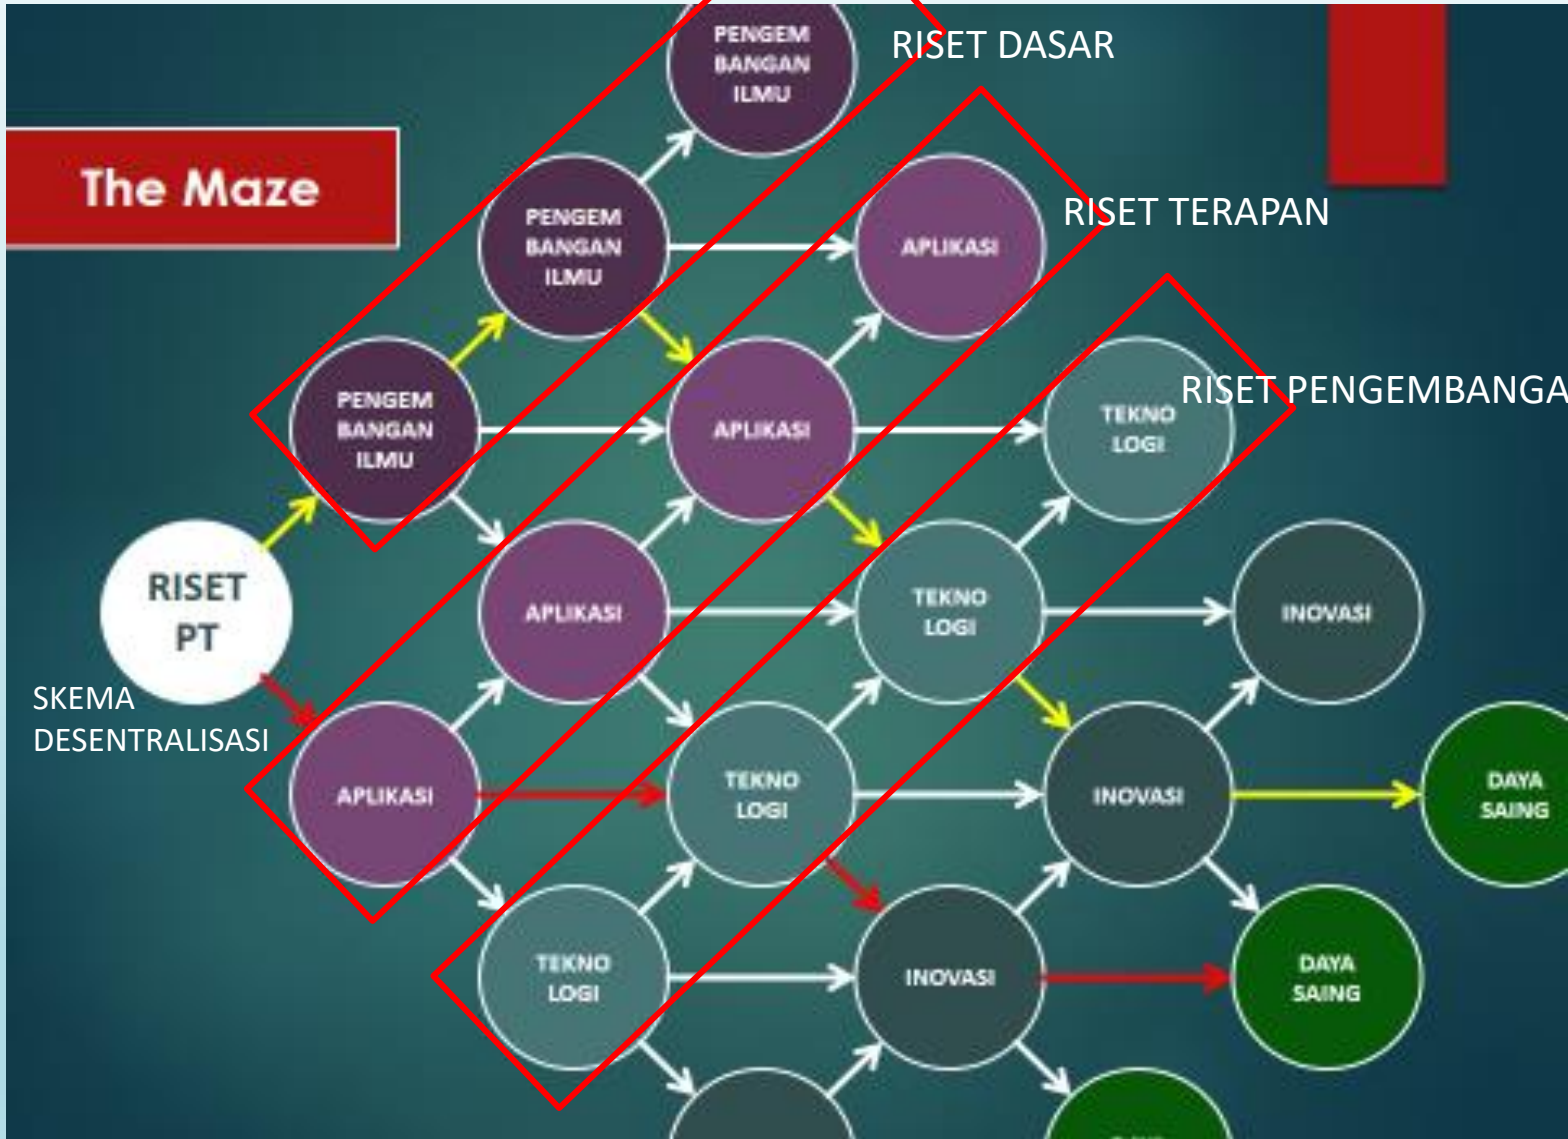 PENGEM
BANGAN
ILMU
RISET DASAR
The Maze
PENGEM
BANGAN
ILMU
APLIKASI
RISET TERAPAN
PENGEM
BANGAN
ILMU
APLIKASI
TEKNO
LOGI
RISET PENGEMBANGA
RISET
PT
APLIKASI
TEKNO
LOGI
INOVASI
SKEMA
DESENTRALISASI
APLIKASI
TEKNO
LOGI
INOVASI
DAYA
SAING
TEKNO
LOGI
INOVASI
DAYA
SAING